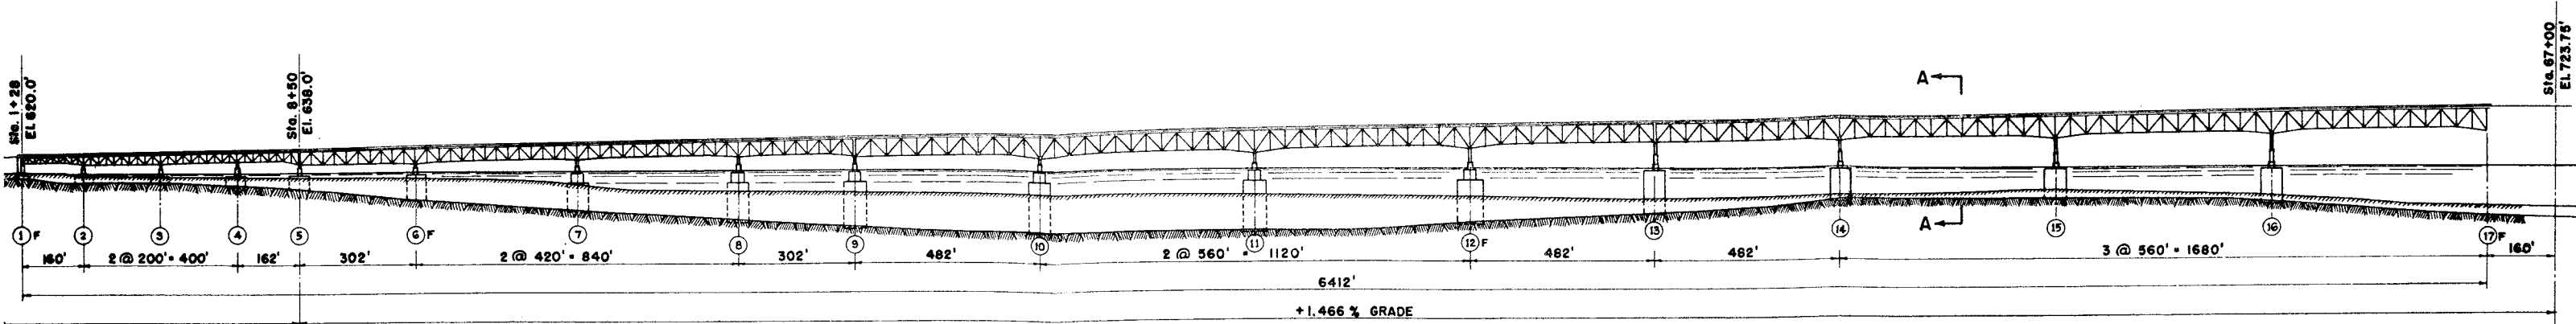 Sta. 1+28
El. 620.0'
Sta. 8+50
El. 638.0'
A
Sta. 67+00
El. 723.75'
A
1 F
2
3
4
5
6 F
7
8
9
10
11
12 F
13
14
15
16
17 F
160'
2 @ 200' = 400'
162'
302'
2 @ 420' = 840'
302'
482'
2 @ 560' = 1120'
482'
482'
3 @ 560' = 1680'
160'
6412'
+1.466 % GRADE